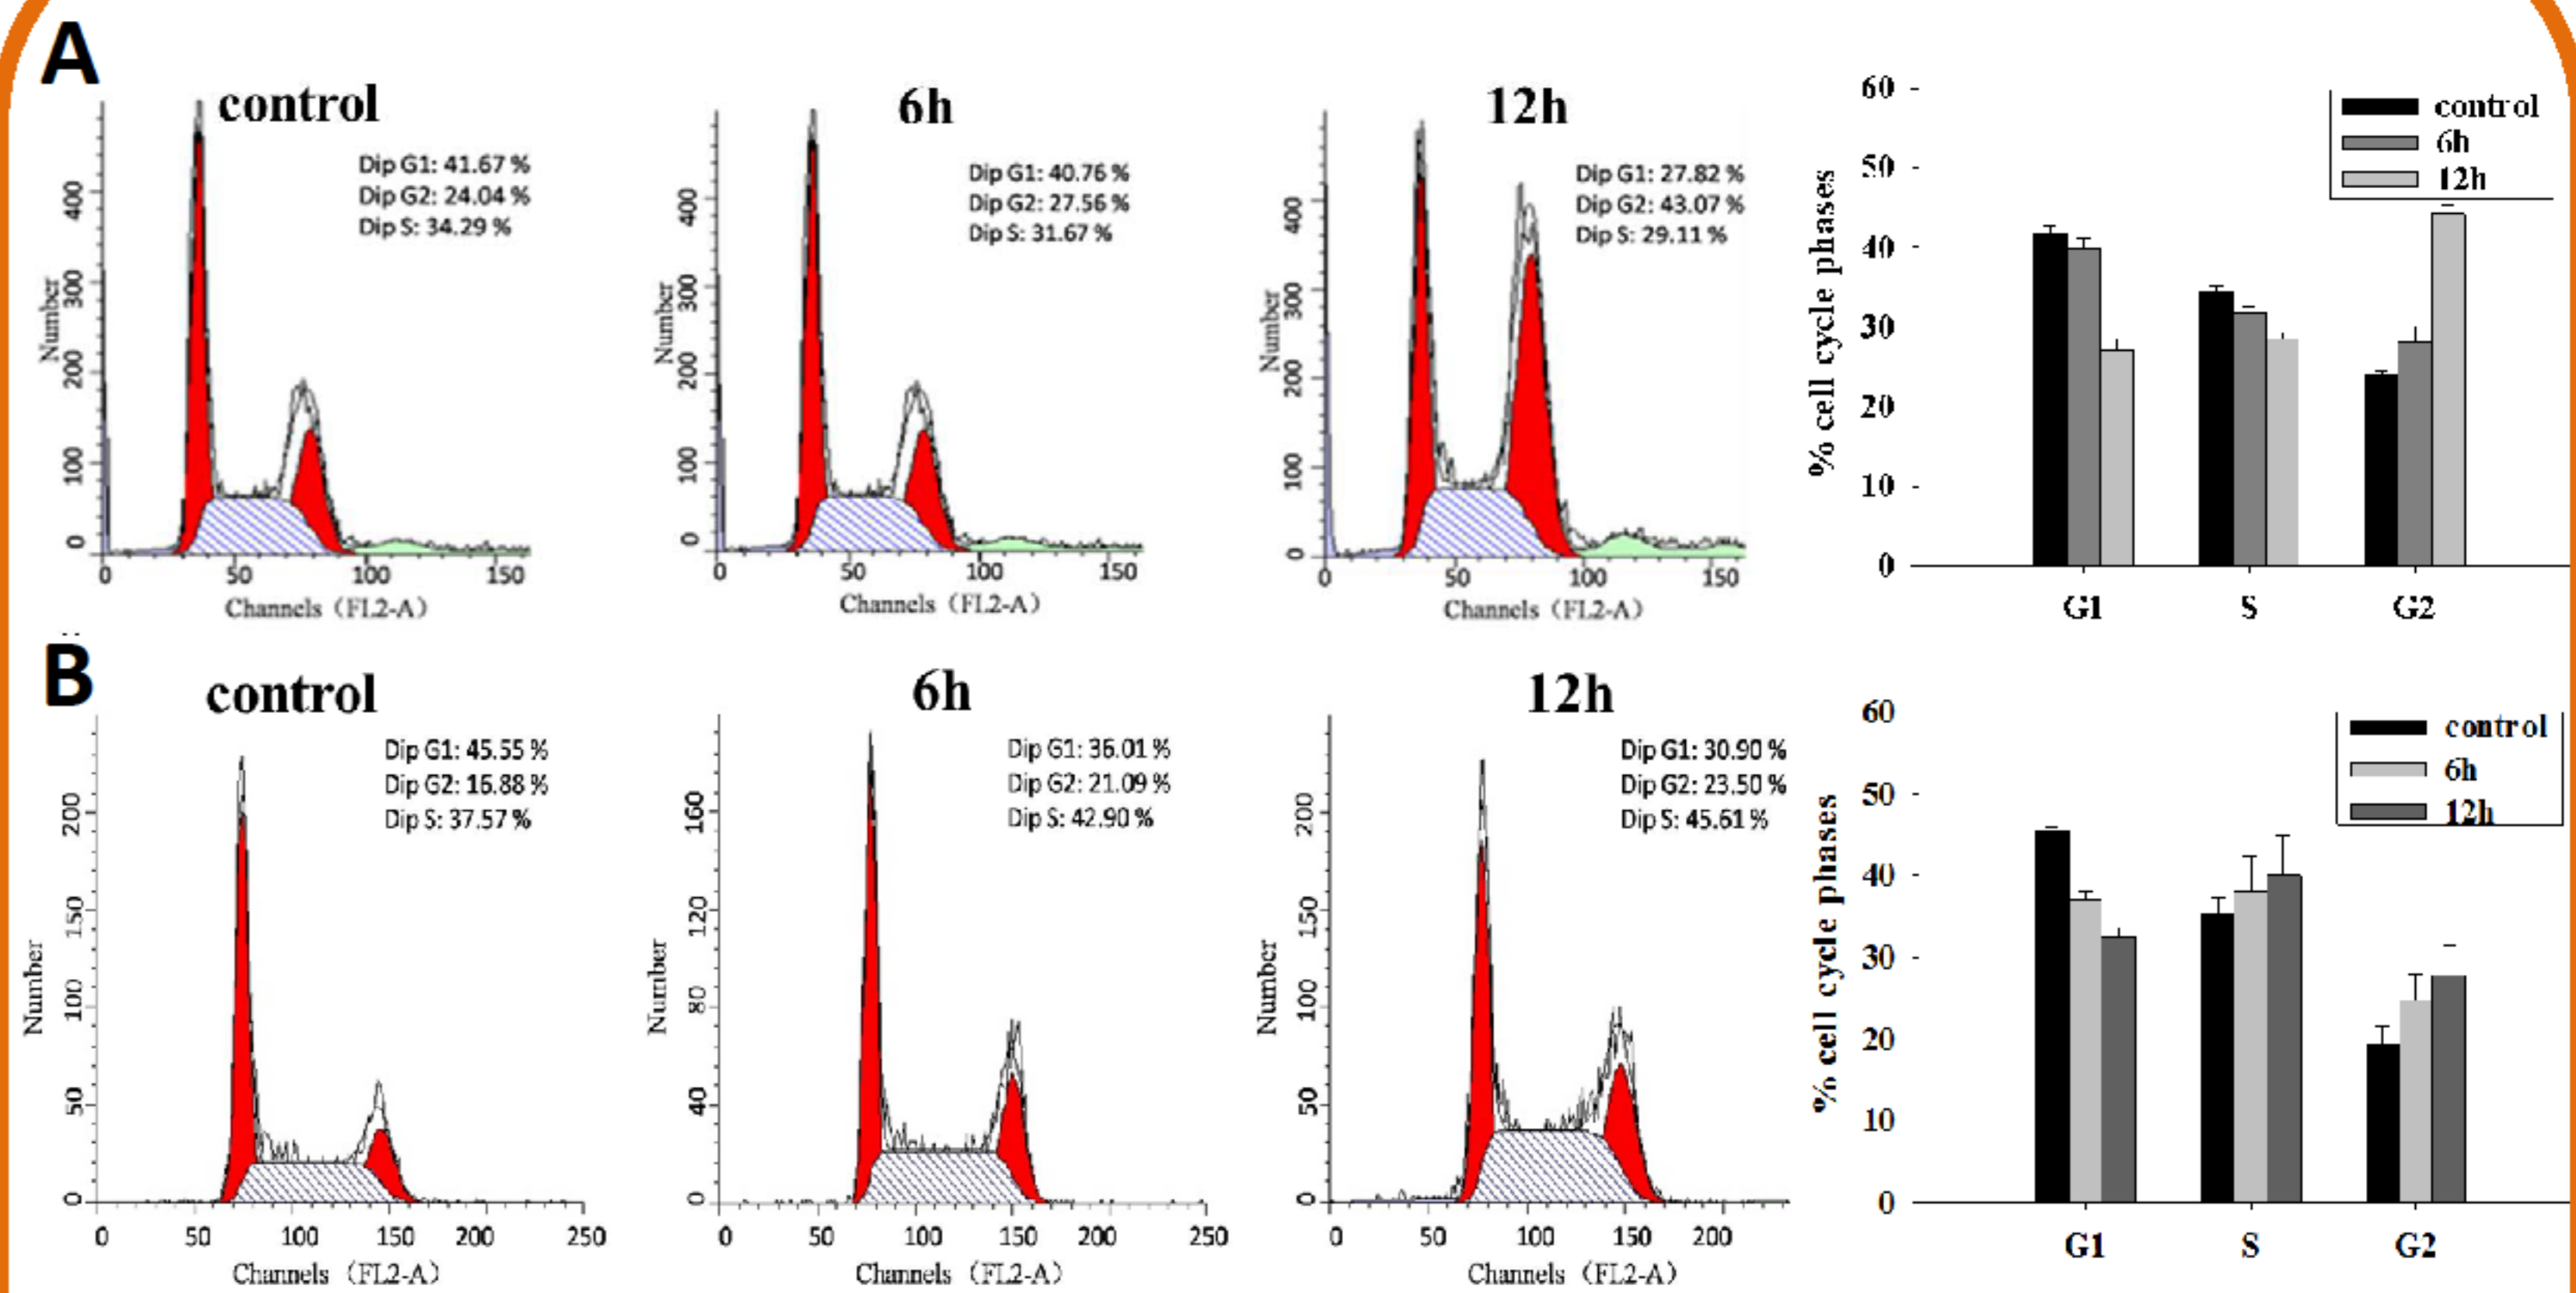 A
control
Dip G1: 41.67 %
Dip G2: 24.04 %
Dip S: 34.29 %
Number
0
100
200
300
400
0 50 100 150
Channels (FL2-A)
6h
Dip G1: 40.76 %
Dip G2: 27.56 %
Dip S: 31.67 %
Number
0
100
200
300
400
0 50 100 150
Channels (FL2-A)
12h
Dip G1: 27.82 %
Dip G2: 43.07 %
Dip S: 29.11 %
Number
0
100
200
300
400
0 50 100 150
Channels (FL2-A)
% cell cycle phases
60
50
40
30
20
10
0
control
6h
12h
G1 S G2
B
control
Dip G1: 45.55 %
Dip G2: 16.88 %
Dip S: 37.57 %
Number
0
50
100
150
200
0 50 100 150 200 250
Channels (FL2-A)
6h
Dip G1: 36.01 %
Dip G2: 21.09 %
Dip S: 42.90 %
Number
0
40
80
120
160
0 50 100 150 200 250
Channels (FL2-A)
12h
Dip G1: 30.90 %
Dip G2: 23.50 %
Dip S: 45.61 %
Number
0
50
100
150
200
0 50 100 150 200
Channels (FL2-A)
% cell cycle phases
60
50
40
30
20
10
0
control
6h
12h
G1 S G2